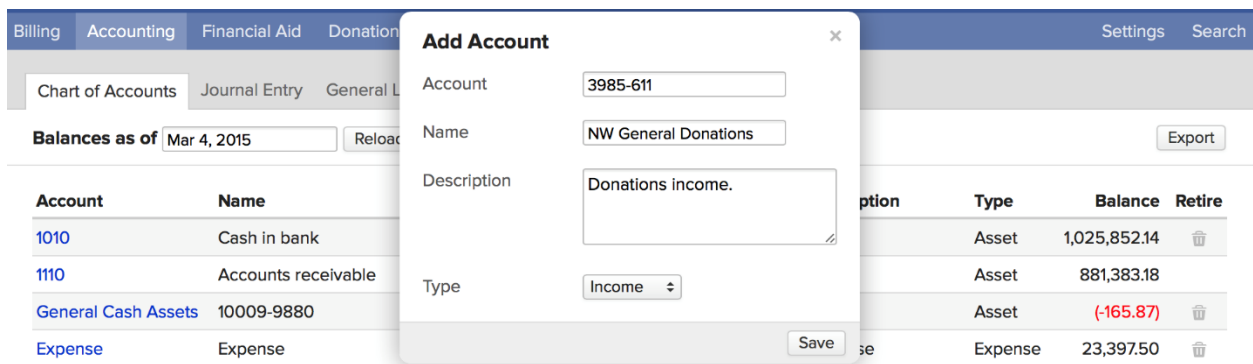 Billing Accounting Financial Aid Donation Settings Search
Add Account ×
Chart of Accounts Journal Entry General L
Account 3985-611
Balances as of Mar 4, 2015 Reload Export
Name NW General Donations
Description Donations income.
Account Name ption Type Balance Retire
1010 Cash in bank Asset 1,025,852.14
1110 Accounts receivable Asset 881,383.18
Type Income
General Cash Assets 10009-9880 Asset (-165.87)
Save
Expense Expense se Expense 23,397.50